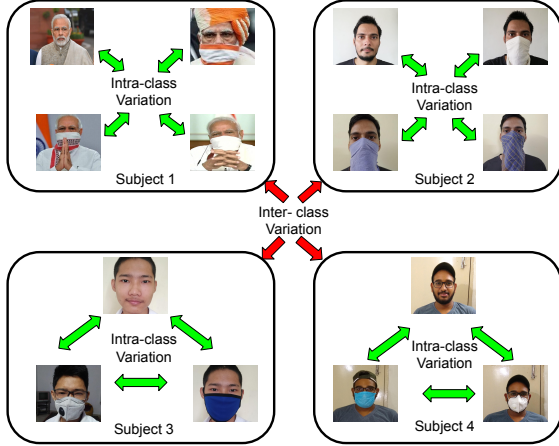 Intra-class
Variation
Subject 1
Intra-class
Variation
Subject 2
Inter- class
Variation
Intra-class
Variation
Subject 3
Intra-class
Variation
Subject 4